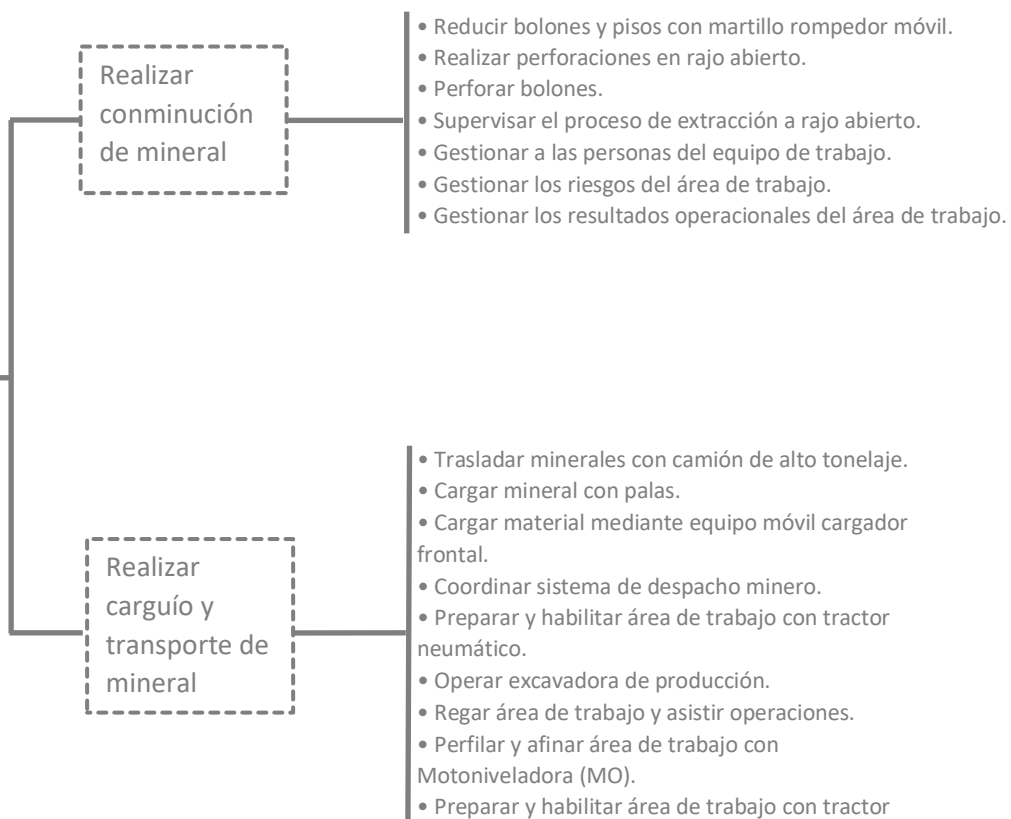 Realizar
conminución
de mineral
• Reducir bolones y pisos con martillo rompedor móvil.
• Realizar perforaciones en rajo abierto.
• Perforar bolones.
• Supervisar el proceso de extracción a rajo abierto.
• Gestionar a las personas del equipo de trabajo.
• Gestionar los riesgos del área de trabajo.
• Gestionar los resultados operacionales del área de trabajo.
Realizar
carguío y
transporte de
mineral
• Trasladar minerales con camión de alto tonelaje.
• Cargar mineral con palas.
• Cargar material mediante equipo móvil cargador
frontal.
• Coordinar sistema de despacho minero.
• Preparar y habilitar área de trabajo con tractor
neumático.
• Operar excavadora de producción.
• Regar área de trabajo y asistir operaciones.
• Perfilar y afinar área de trabajo con
Motoniveladora (MO).
• Preparar y habilitar área de trabajo con tractor